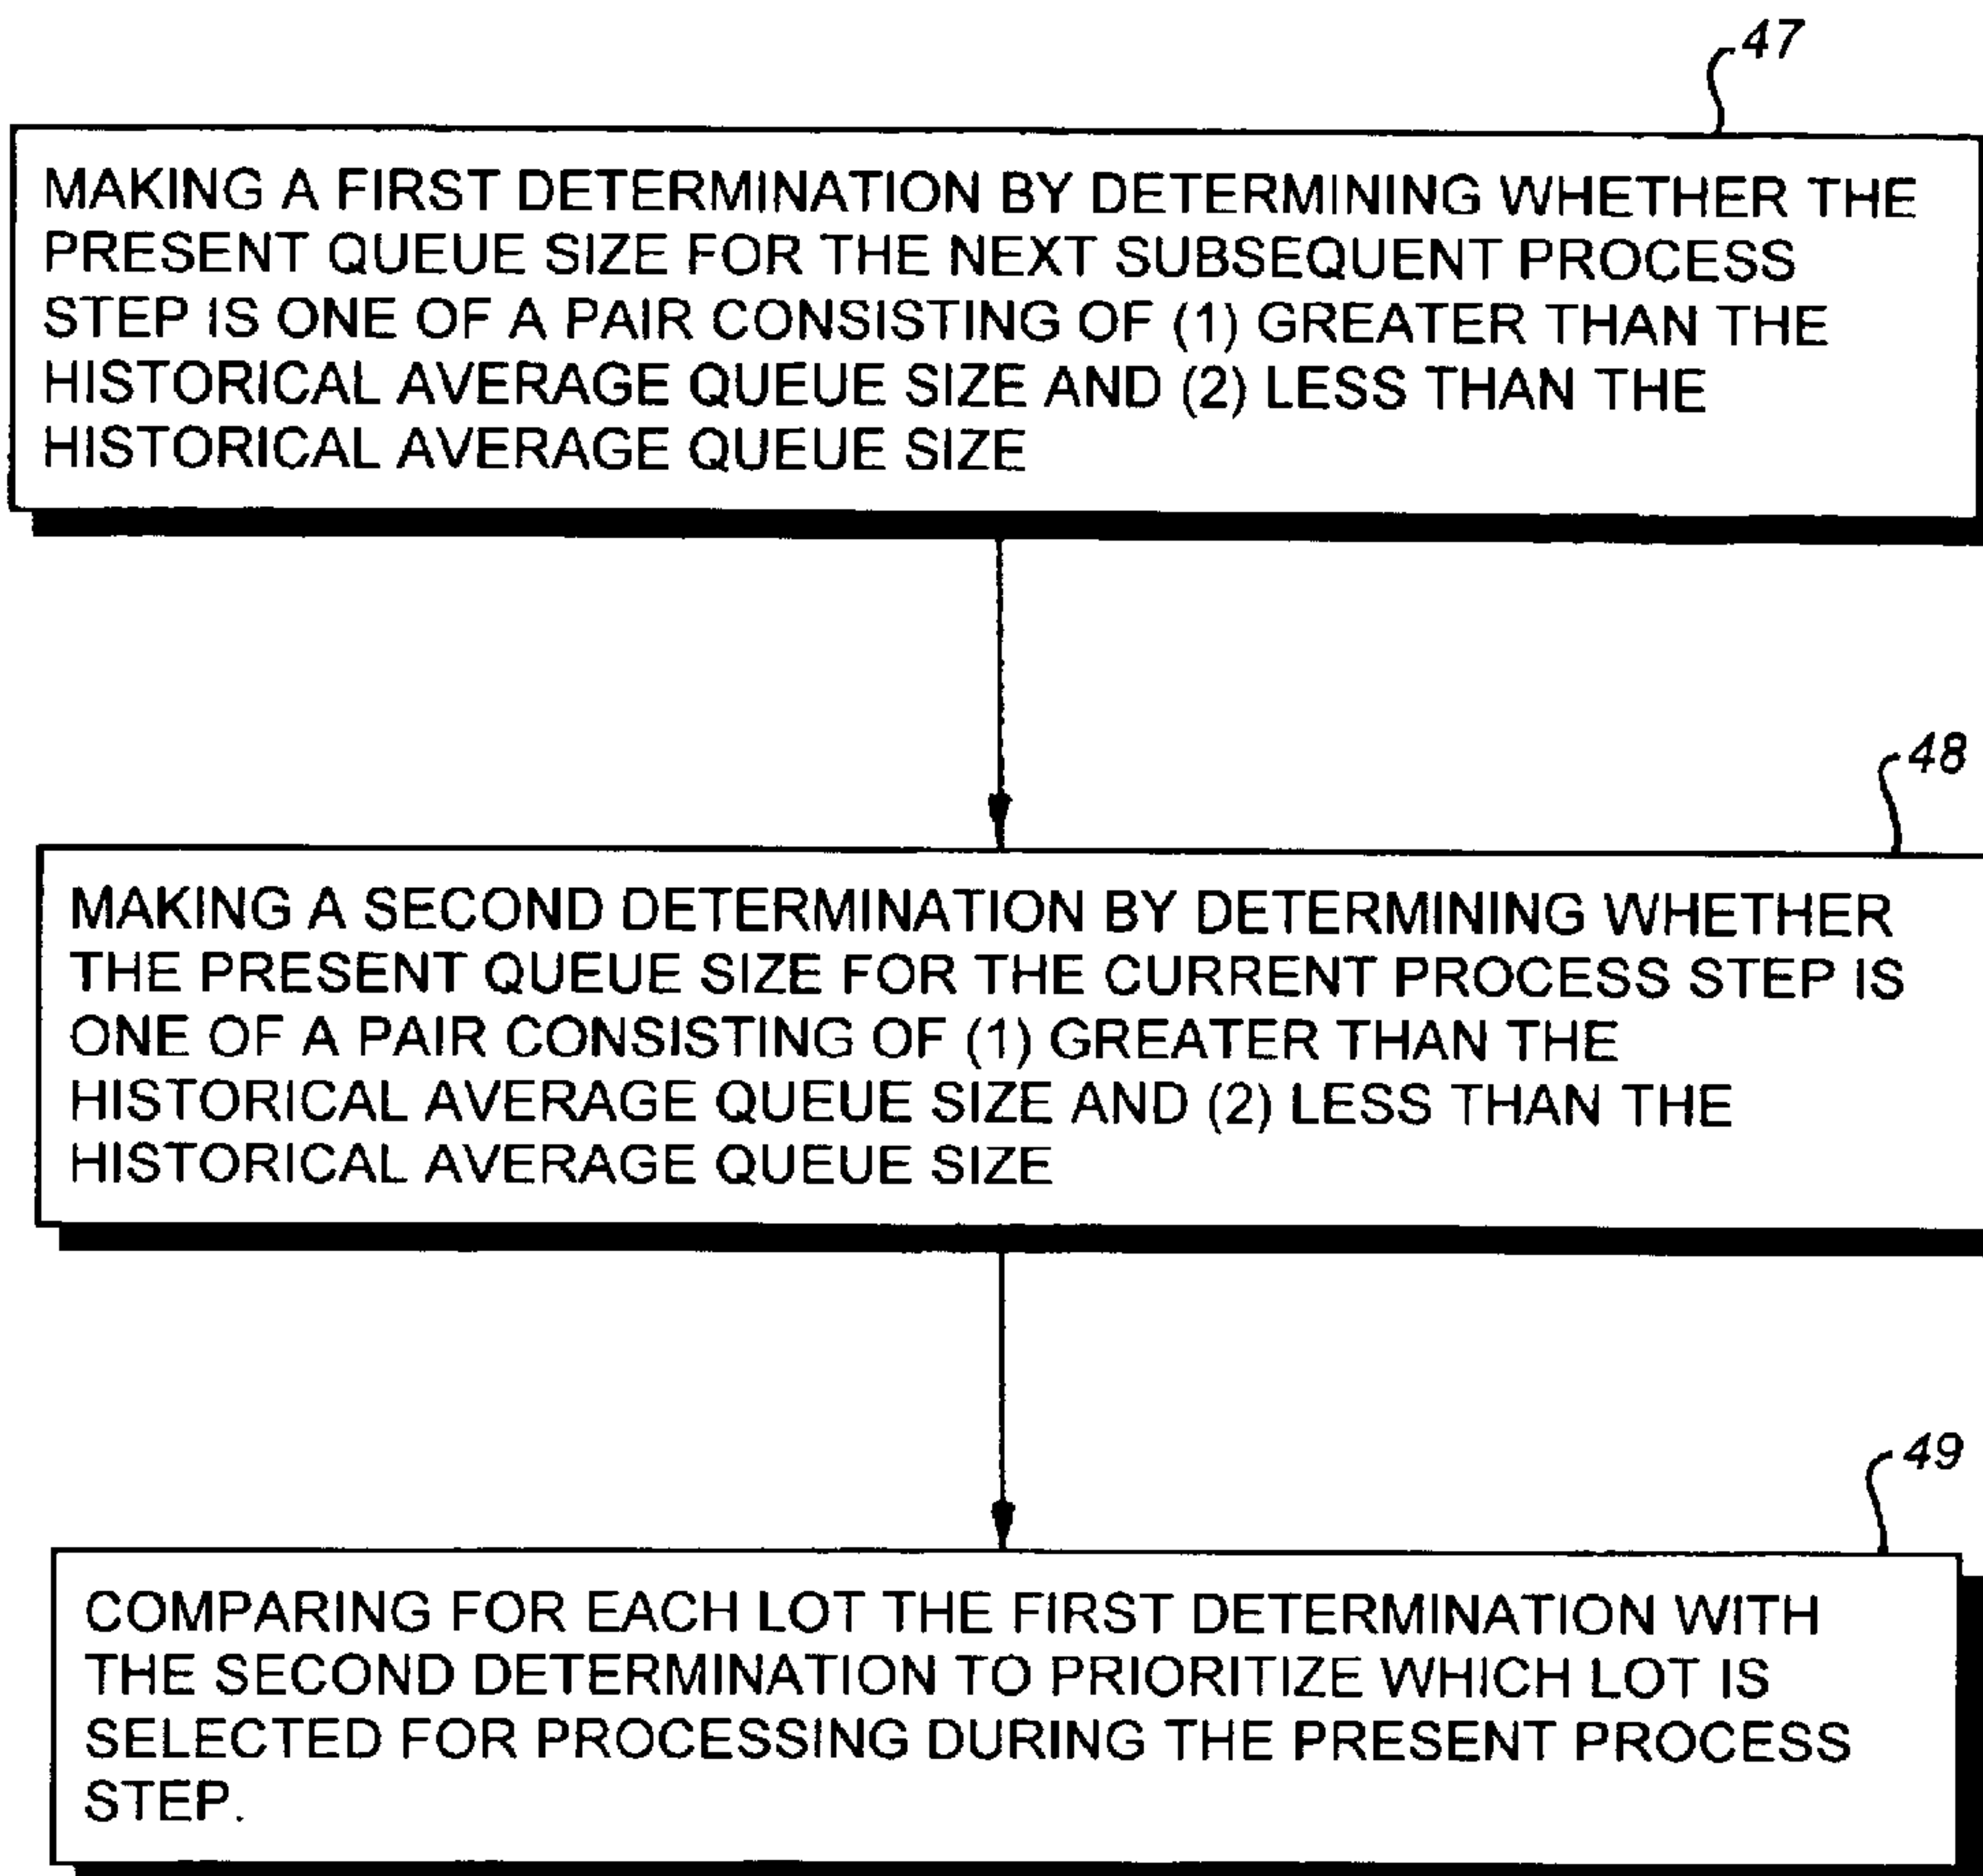 47
MAKING A FIRST DETERMINATION BY DETERMINING WHETHER THE
PRESENT QUEUE SIZE FOR THE NEXT SUBSEQUENT PROCESS
STEP IS ONE OF A PAIR CONSISTING OF (1) GREATER THAN THE
HISTORICAL AVERAGE QUEUE SIZE AND (2) LESS THAN THE
HISTORICAL AVERAGE QUEUE SIZE
48
MAKING A SECOND DETERMINATION BY DETERMINING WHETHER
THE PRESENT QUEUE SIZE FOR THE CURRENT PROCESS STEP IS
ONE OF A PAIR CONSISTING OF (1) GREATER THAN THE
HISTORICAL AVERAGE QUEUE SIZE AND (2) LESS THAN THE
HISTORICAL AVERAGE QUEUE SIZE
49
COMPARING FOR EACH LOT THE FIRST DETERMINATION WITH
THE SECOND DETERMINATION TO PRIORITIZE WHICH LOT IS
SELECTED FOR PROCESSING DURING THE PRESENT PROCESS
STEP.